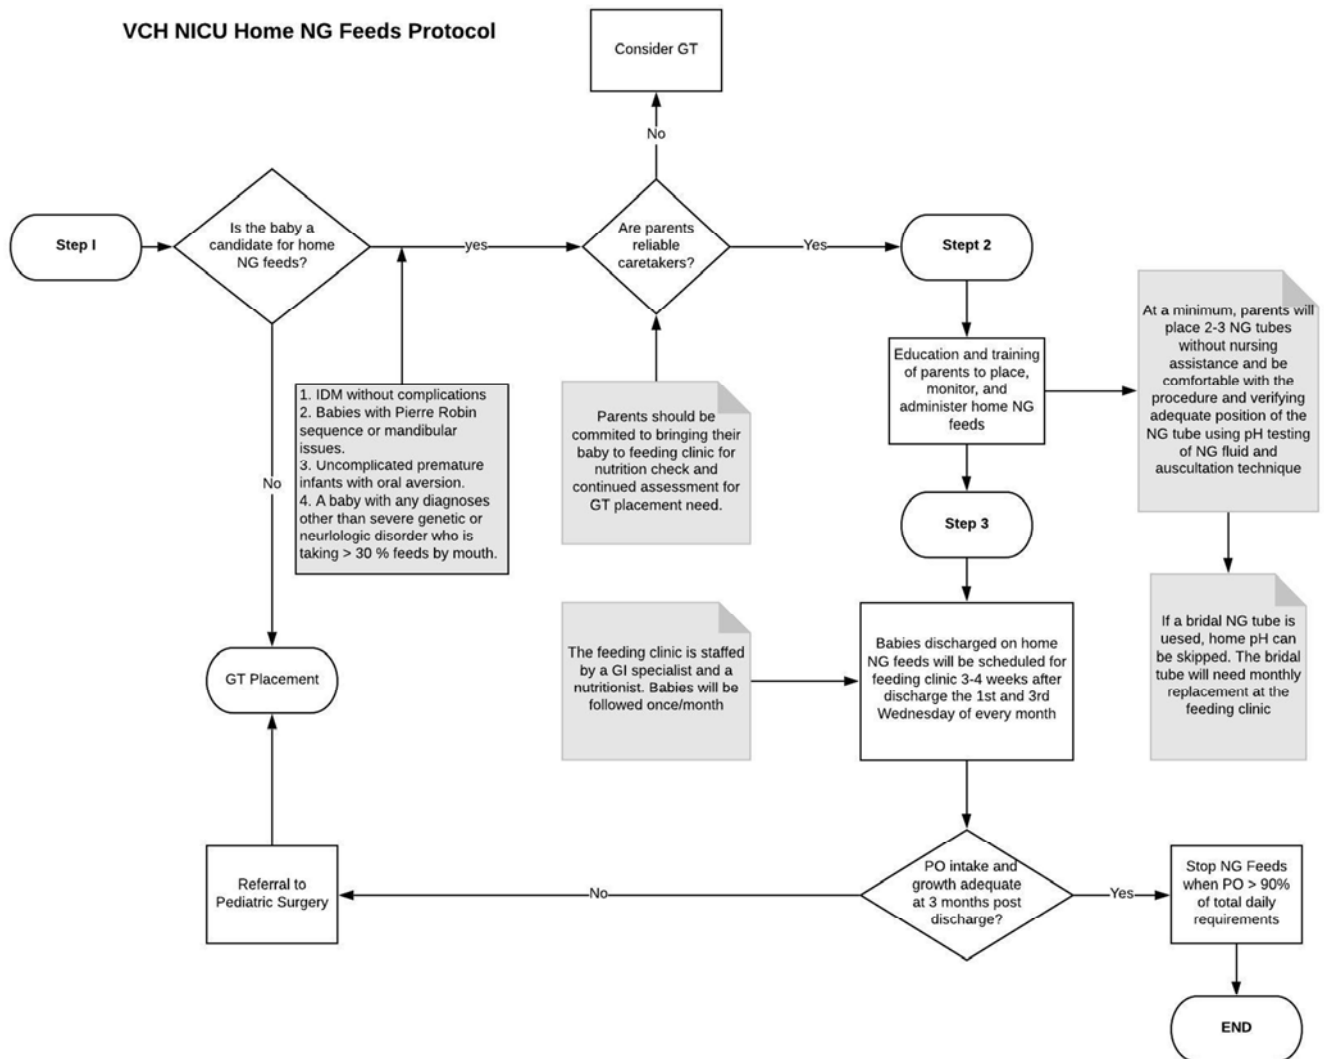 VCH NICU Home NG Feeds Protocol
Consider GT
No
Step I
Is the baby a
candidate for home
NG feeds?
yes
Are parents
reliable
caretakers?
Yes
Stept 2
At a minimum, parents will
place 2-3 NG tubes
without nursing
assistance and be
comfortable with the
procedure and verifying
adequate position of the
NG tube using pH testing
of NG fluid and
auscultation technique
Education and training
of parents to place,
monitor, and
administer home NG
feeds
1. IDM without complications
2. Babies with Pierre Robin
sequence or mandibular
issues.
3. Uncomplicated premature
infants with oral aversion.
4. A baby with any diagnoses
other than severe genetic or
neurlologic disorder who is
taking > 30 % feeds by mouth.
Parents should be
commited to bringing their
baby to feeding clinic for
nutrition check and
continued assessment for
GT placement need.
No
Step 3
If a bridal NG tube is
uesed, home pH can
be skipped. The bridal
tube will need monthly
replacement at the
feeding clinic
The feeding clinic is staffed
by a GI specialist and a
nutritionist. Babies will be
followed once/month
Babies discharged on home
NG feeds will be scheduled for
feeding clinic 3-4 weeks after
discharge the 1st and 3rd
Wednesday of every month
GT Placement
Referral to
Pediatric Surgery
No
PO intake and
growth adequate
at 3 months post
discharge?
Yes
Stop NG Feeds
when PO > 90%
of total daily
requirements
END